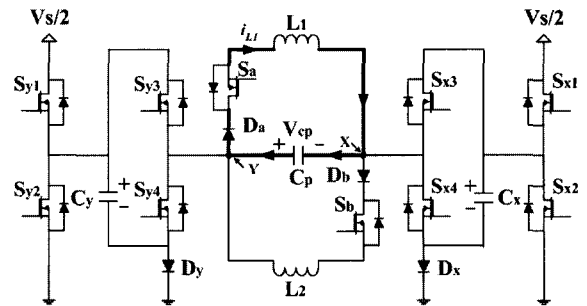 Vs/2
Vs/2
iL1
L1
Sy1
Sy3
Sa
Sx3
Sx1
Da
Vcp
X
+
−
Y
Cp
Db
Sy2
Cy
+
−
Sy4
Sb
Sx4
+
−
Cx
Sx2
Dy
L2
Dx